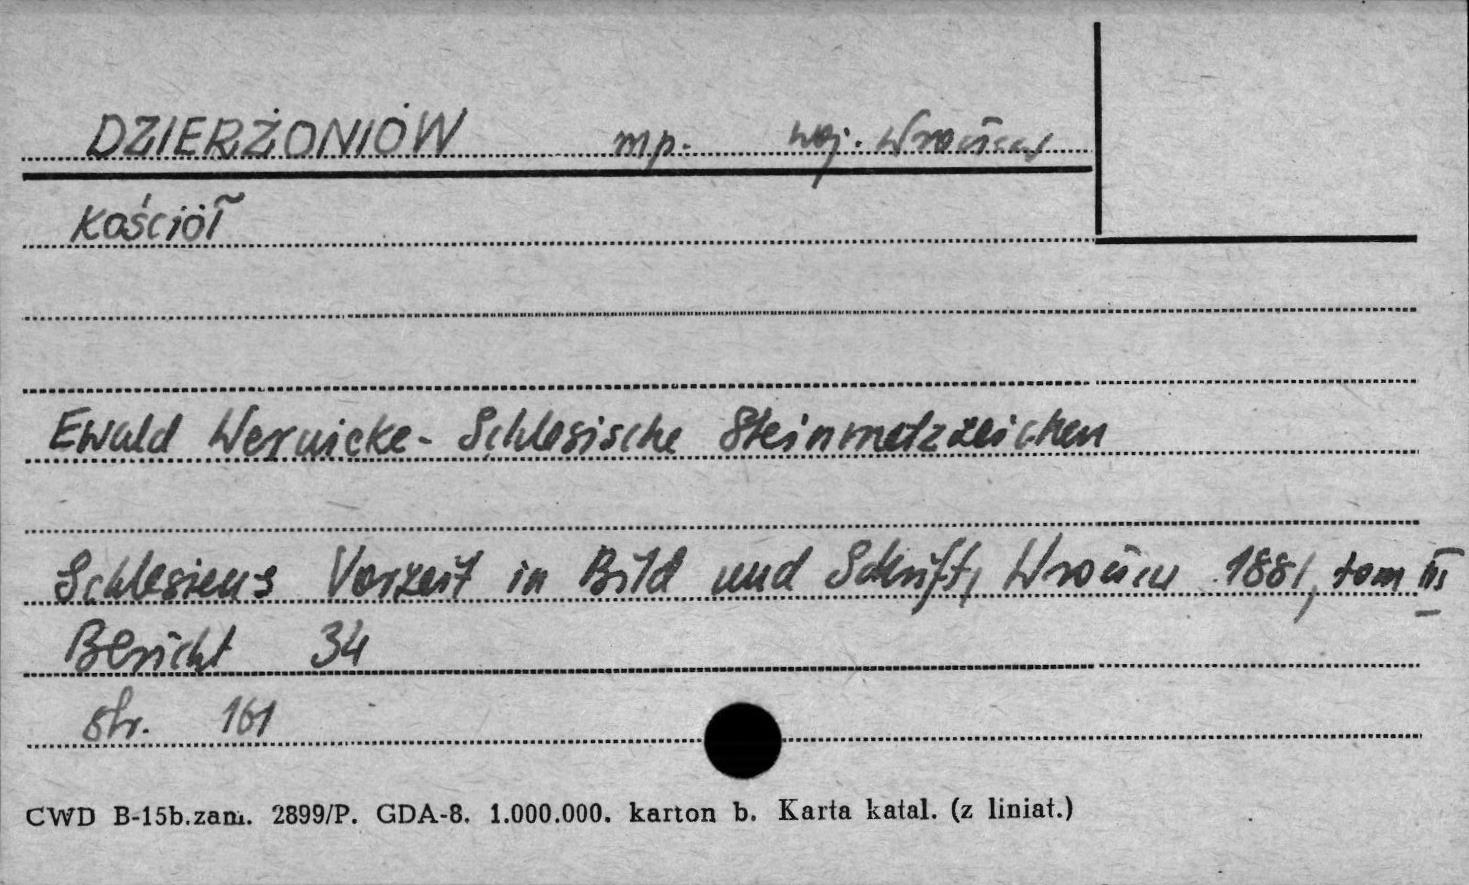 DZIERŻONIÓW mp. woj. Wrocław
Kościół
Ewald Wernicke - Schlesische Steinmetzzeichen
Schlesiens Vorzeit in Bild und Schrift, Wrocław 1881, tom III
Bericht 34
str. 161
CWD B-15b.zam. 2899/P. GDA-8. 1.000.000. karton b. Karta katal. (z liniat.)